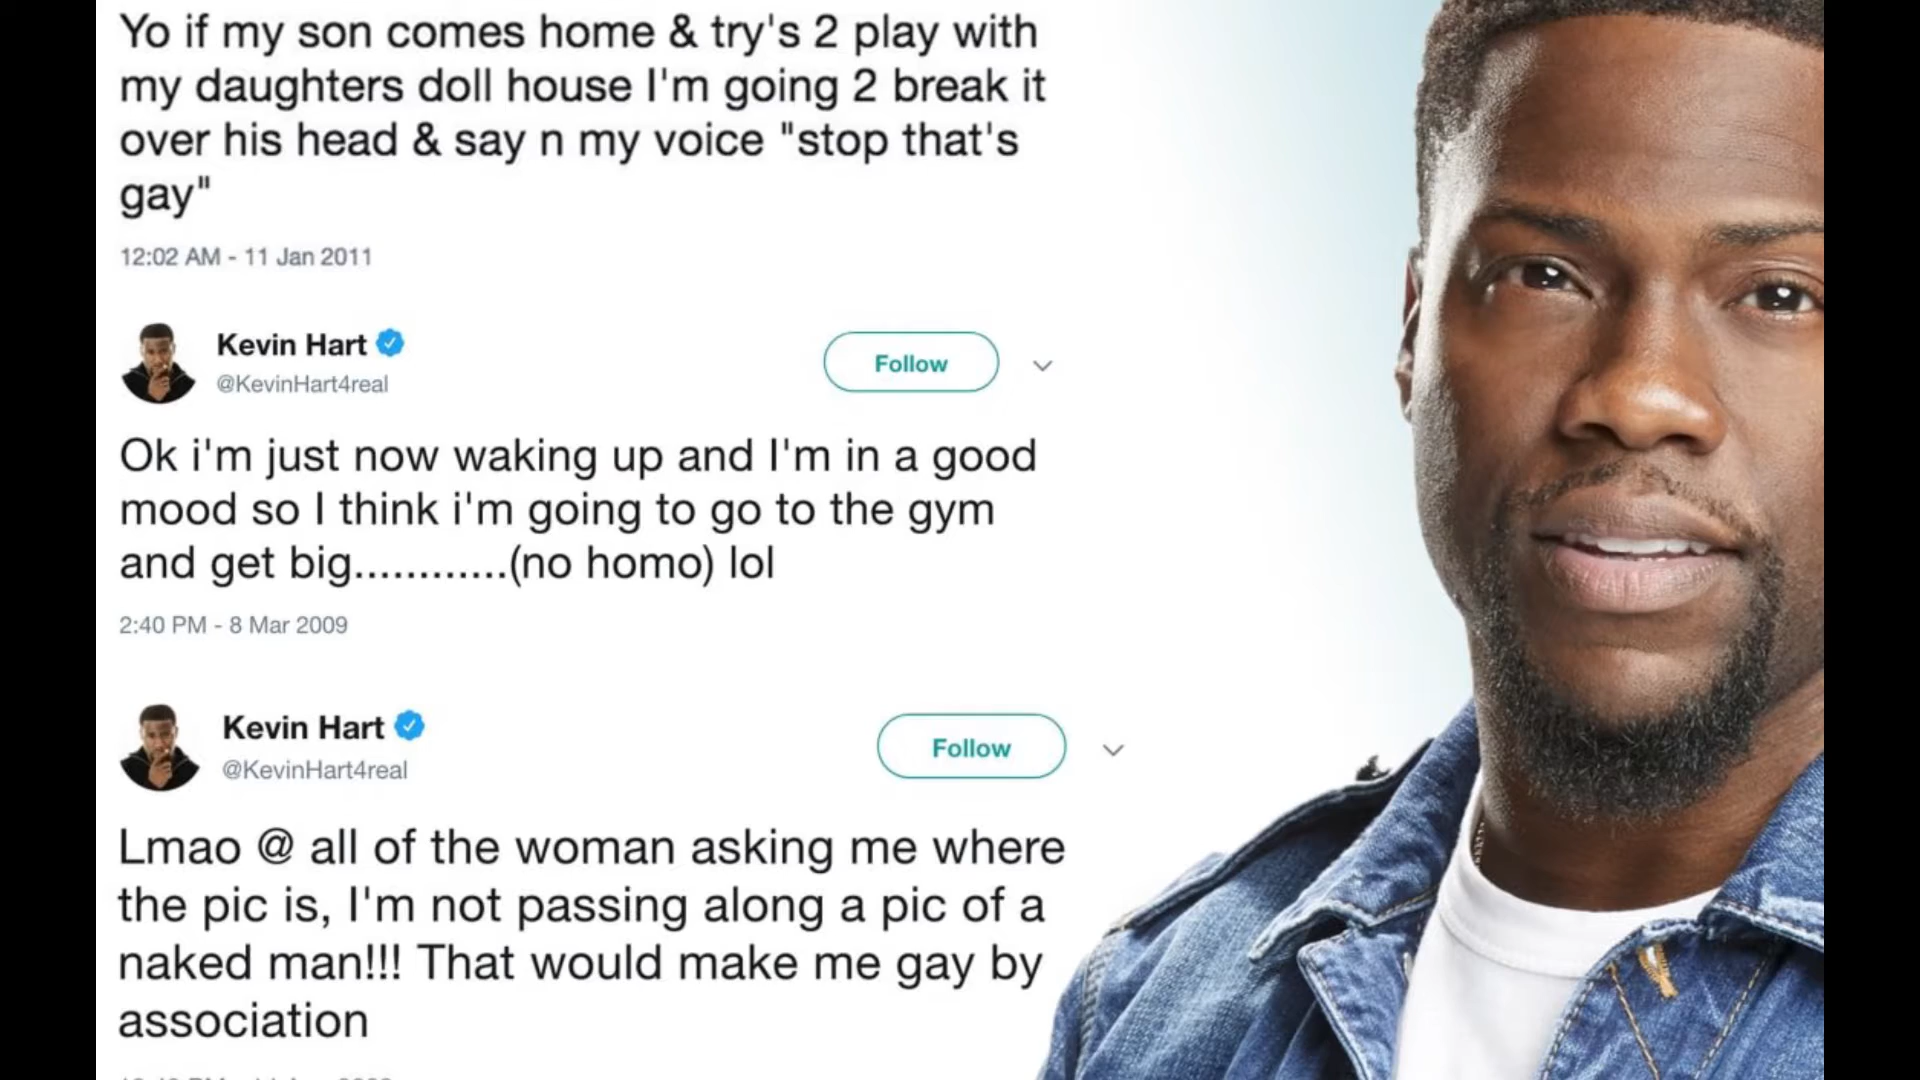 Yo if my son comes home & try's 2 play with
my daughters doll house I'm going 2 break it
over his head & say n my voice "stop that's
gay"
12:02 AM - 11 Jan 2011
Kevin Hart
@KevinHart4real
Follow
Ok i'm just now waking up and I'm in a good
mood so I think i'm going to go to the gym
and get big............(no homo) lol
2:40 PM - 8 Mar 2009
Kevin Hart
@KevinHart4real
Follow
Lmao @ all of the woman asking me where
the pic is, I'm not passing along a pic of a
naked man!!! That would make me gay by
association